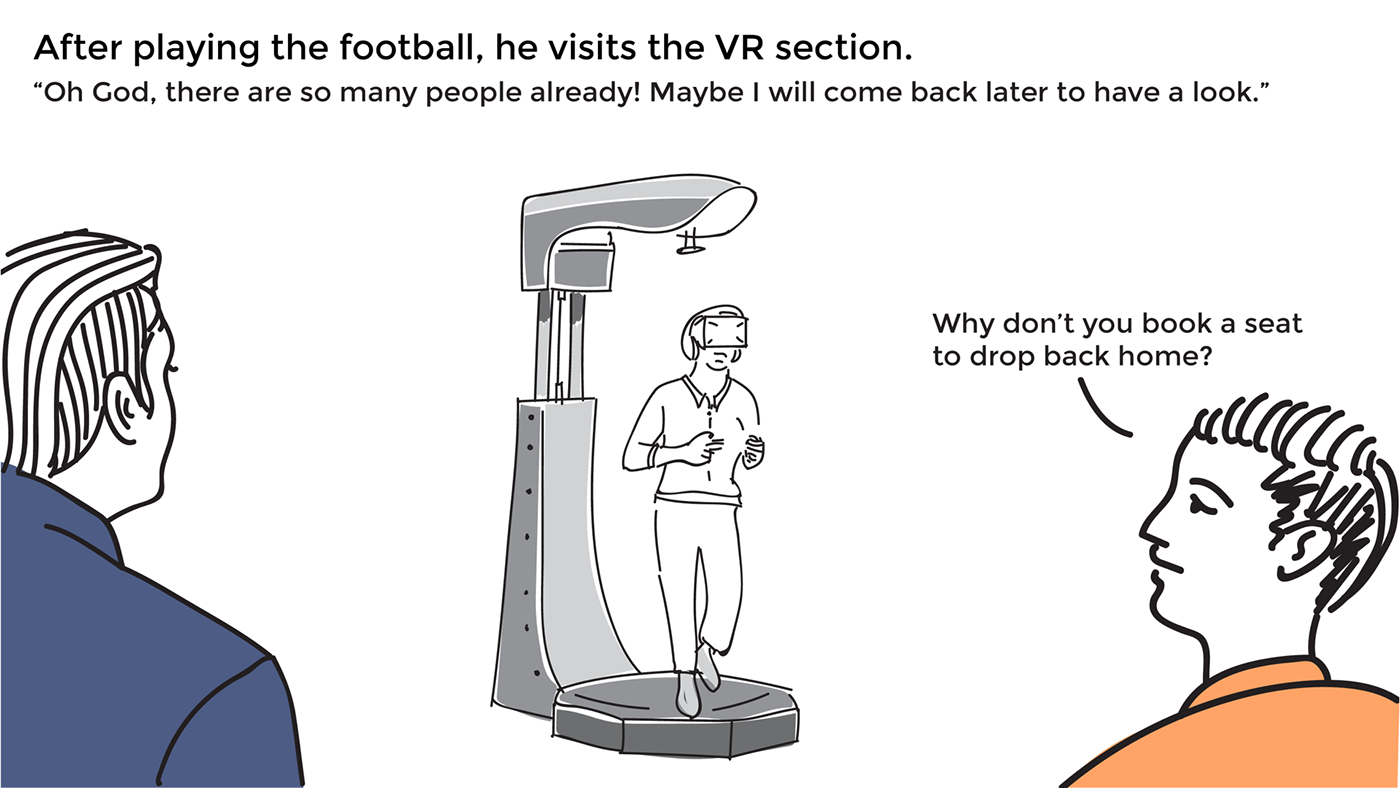 After playing the football, he visits the VR section.
“Oh God, there are so many people already! Maybe I will come back later to have a look.”
Why don’t you book a seat
to drop back home?